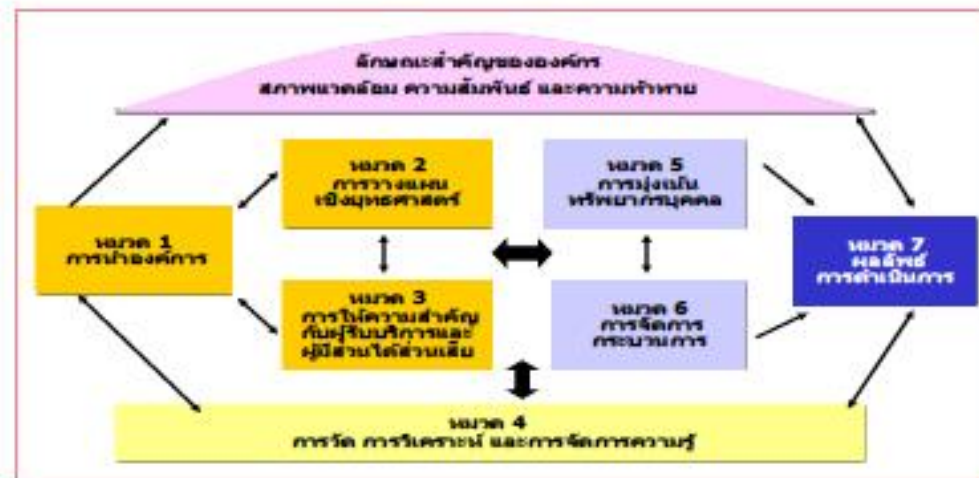 ลักษณะสำคัญขององค์กร
สภาพแวดล้อม ความสัมพันธ์ และความท้าทาย
หมวด 2
การวางแผน
เชิงยุทธศาสตร์
หมวด 5
การมุ่งเน้น
ทรัพยากรบุคคล
หมวด 1
การนำองค์การ
หมวด 7
ผลลัพธ์
การดำเนินการ
หมวด 3
การให้ความสำคัญ
กับผู้รับบริการและ
ผู้มีส่วนได้ส่วนเสีย
หมวด 6
การจัดการ
กระบวนการ
หมวด 4
การวัด การวิเคราะห์ และการจัดการความรู้